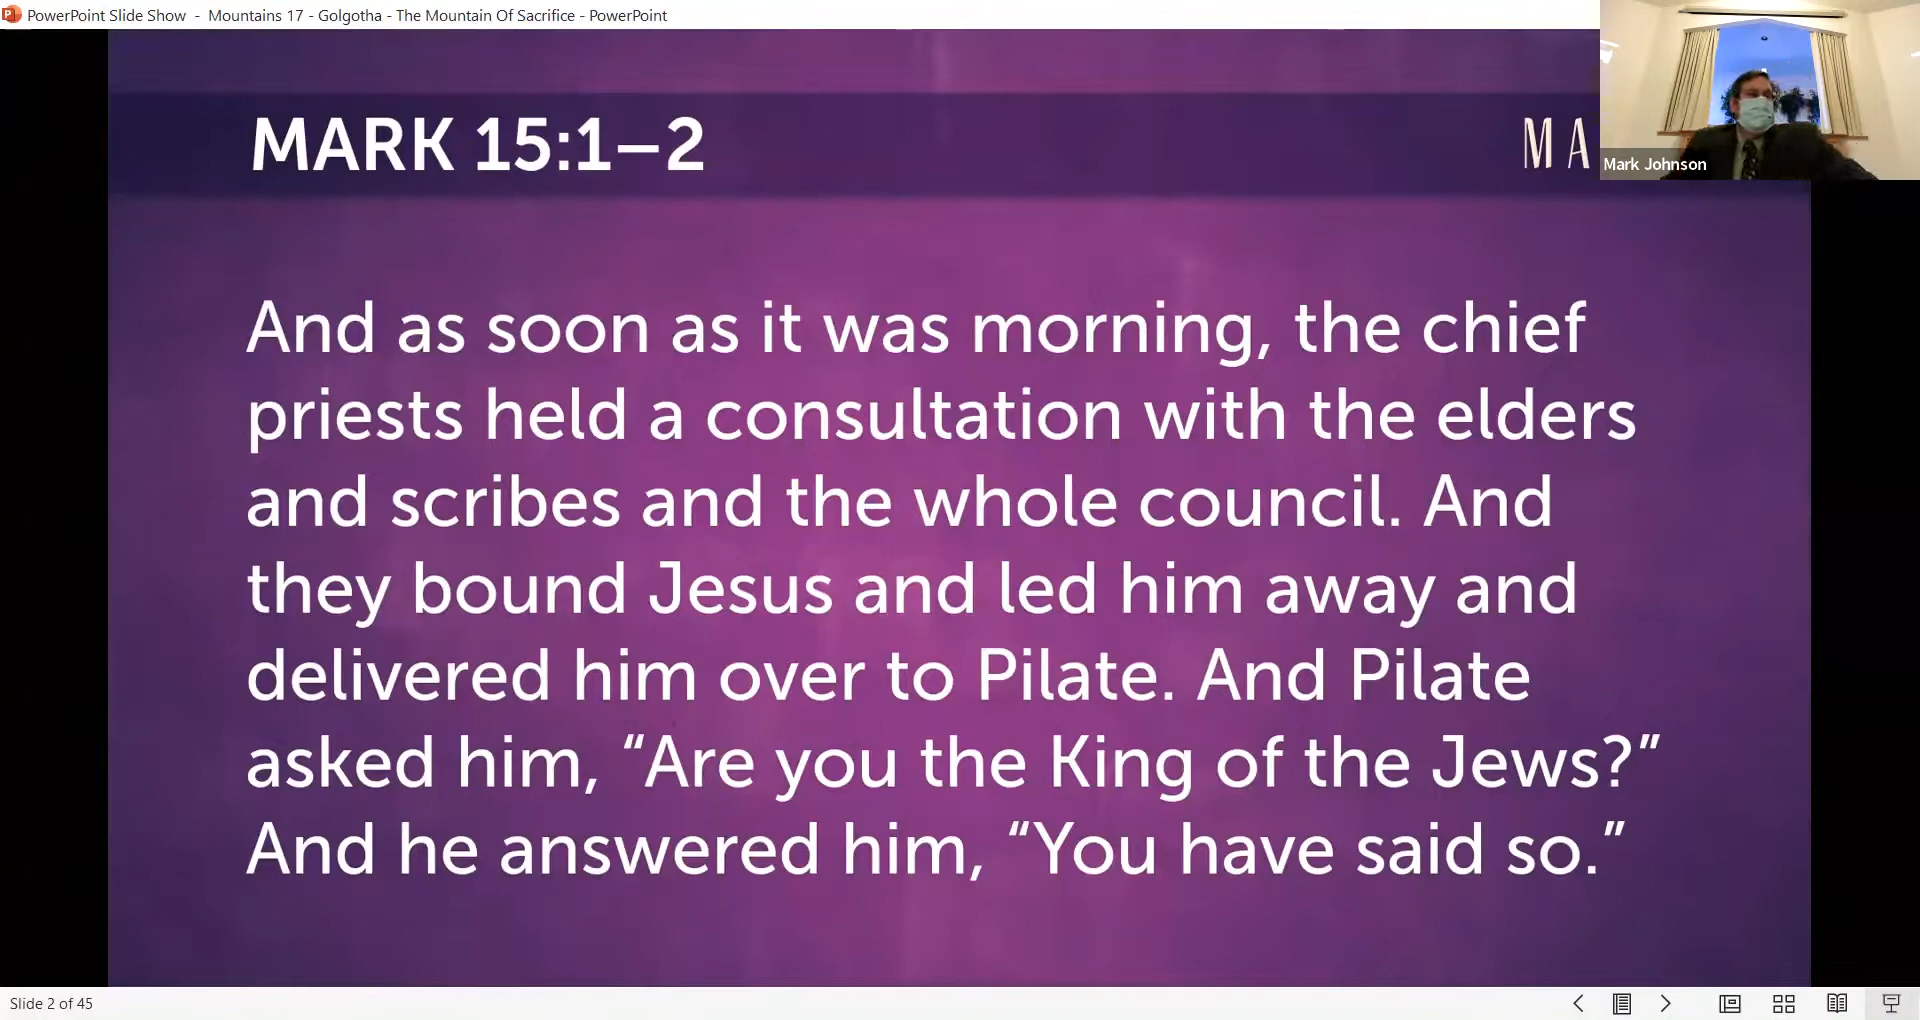 PowerPoint Slide Show - Mountains 17 - Golgotha - The Mountain Of Sacrifice - PowerPoint
MARK 15:1–2
MA
Mark Johnson
And as soon as it was morning, the chief
priests held a consultation with the elders
and scribes and the whole council. And
they bound Jesus and led him away and
delivered him over to Pilate. And Pilate
asked him, “Are you the King of the Jews?”
And he answered him, “You have said so.”
Slide 2 of 45